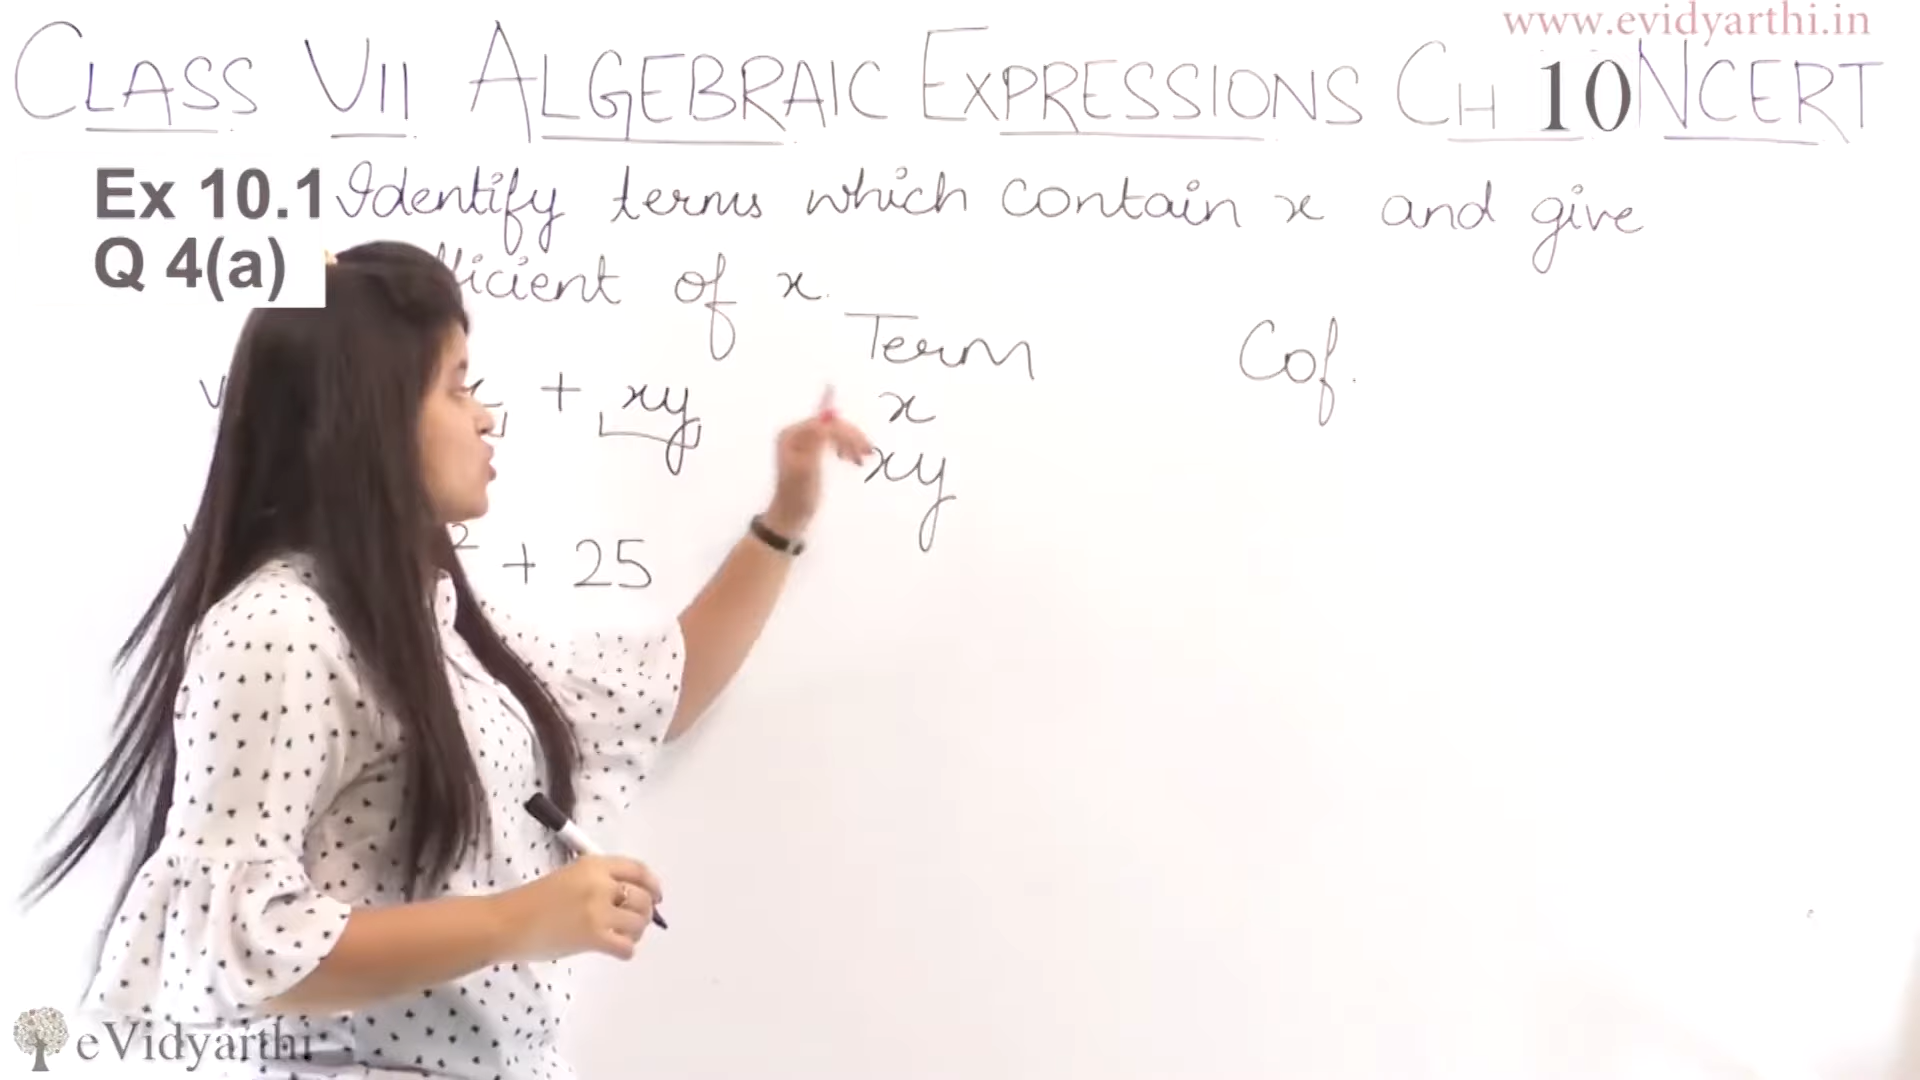 www.evidyarthi.in
CLASS VII ALGEBRAIC EXPRESSIONS CH 10 NCERT
Ex 10.1 Identify terms which contain x and give
Q 4(a) of x.
Term Cof.
+ xy x
xy
2 + 25
eVidyarthi